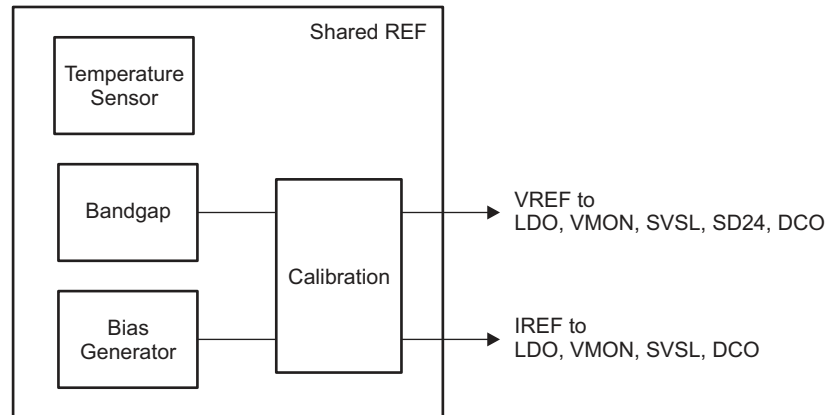 Shared REF
Temperature
Sensor
Bandgap
Bias
Generator
Calibration
VREF to
LDO, VMON, SVSL, SD24, DCO
IREF to
LDO, VMON, SVSL, DCO